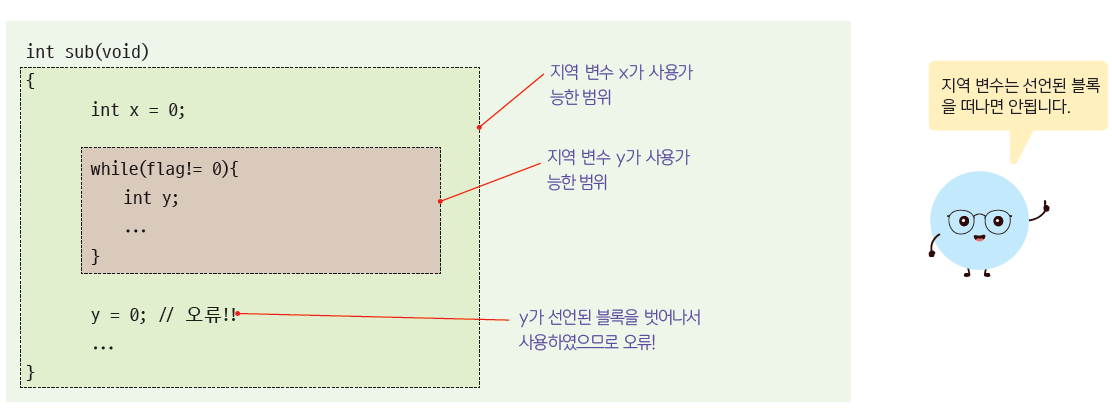 int sub(void)
{
int x = 0;
while(flag!= 0){
int y;
...
}
y = 0; // 오류!!
...
}
지역 변수 x가 사용가
능한 범위
지역 변수 y가 사용가
능한 범위
y가 선언된 블록을 벗어나서
사용하였으므로 오류!
지역 변수는 선언된 블록
을 떠나면 안됩니다.